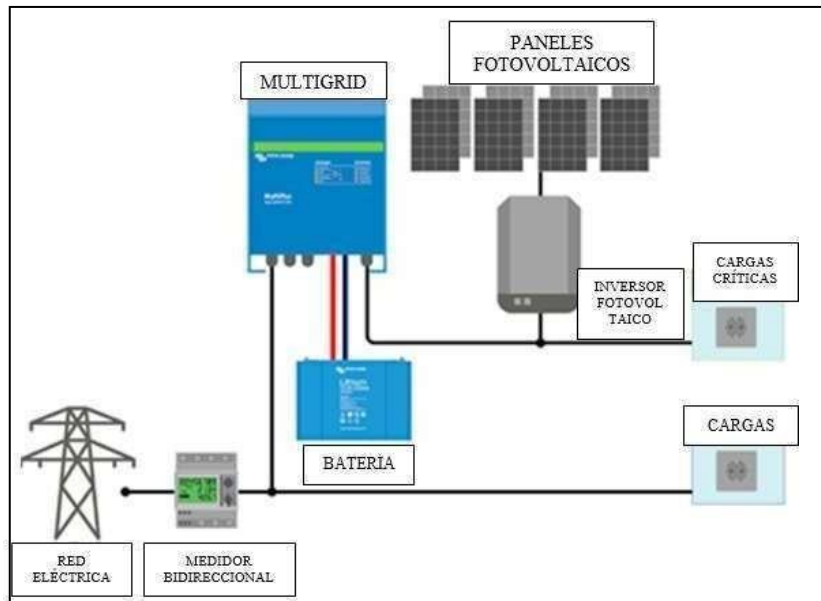 PANELES
FOTOVOLTAICOS
MULTIGRID
CARGAS
CRÍTICAS
INVERSOR
FOTOVOL
TAICO
CARGAS
BATERÍA
RED
ELÉCTRICA
MEDIDOR
BIDIRECCIONAL